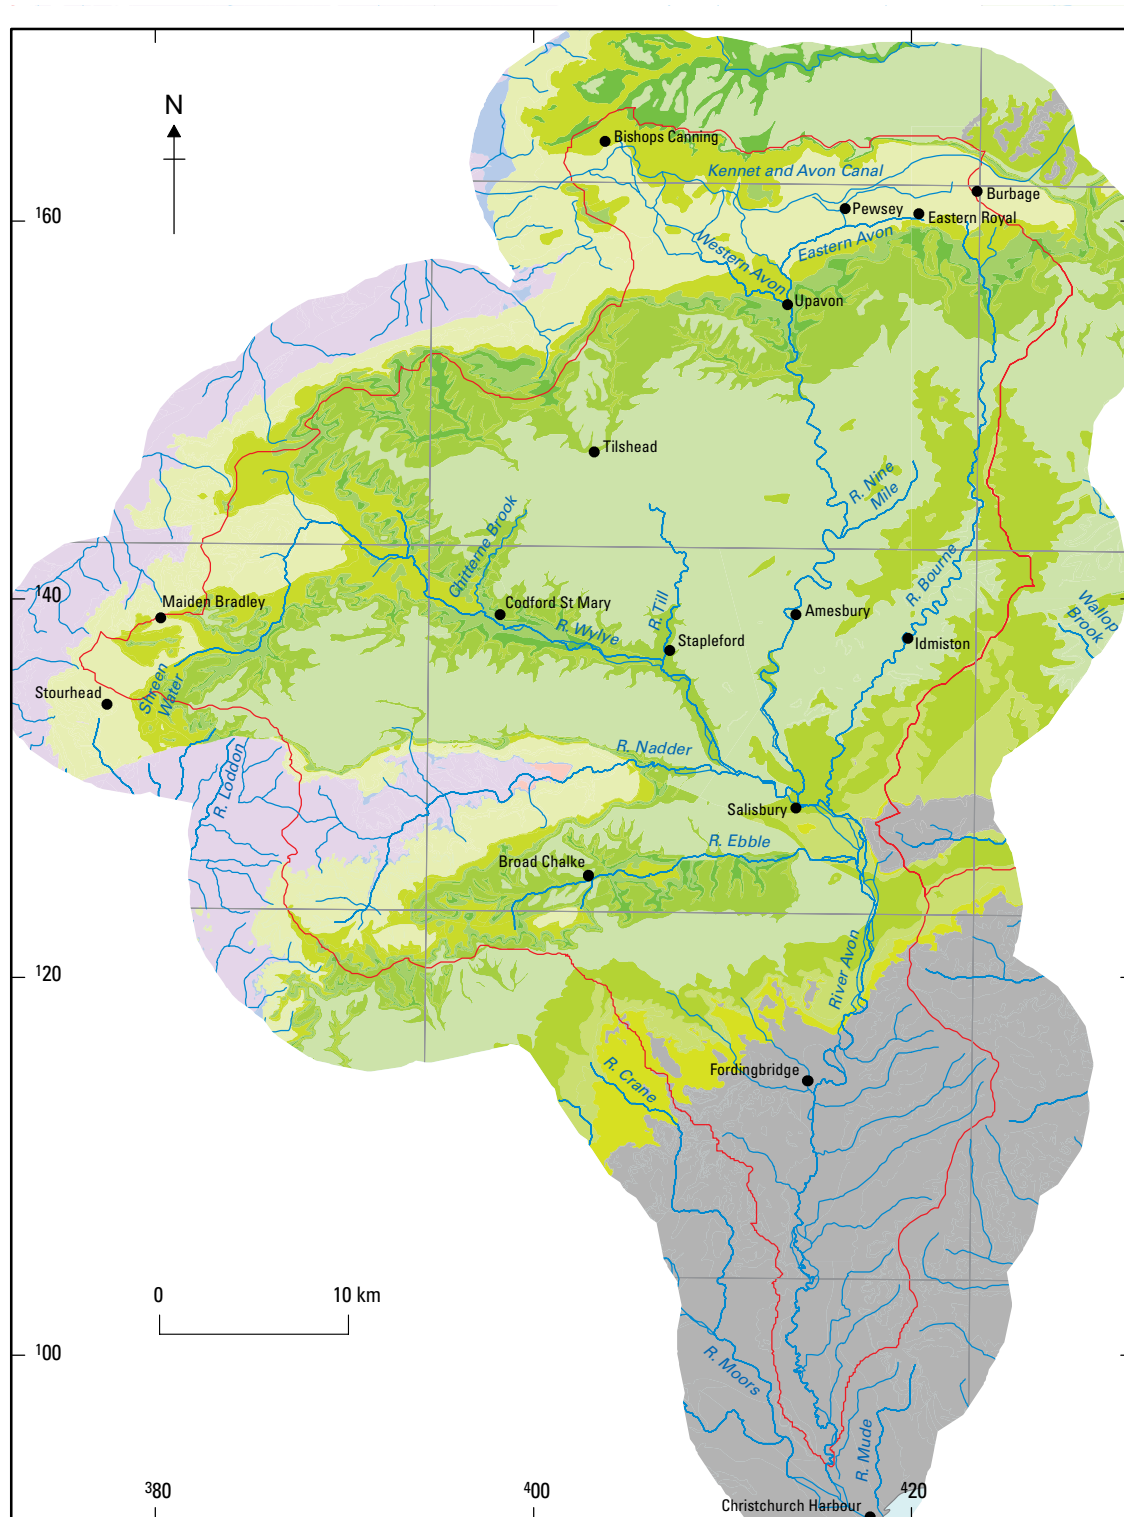 N
Bishops Canning
Kennet and Avon Canal
Burbage
160
Pewsey
Eastern Royal
Western Avon
Eastern Avon
Upavon
Tilshead
R. Nine
Mile
Chitterne Brook
R. Bourne
140
Maiden Bradley
Codford St Mary
R. Till
Amesbury
Wallop
Brook
R. Wylye
Stapleford
Idmiston
Stourhead
Shreen
Water
R. Loddon
R. Nadder
Salisbury
R. Ebble
Broad Chalke
120
River Avon
Fordingbridge
R. Crane
0
10 km
100
R. Moors
R. Mude
380
400
420
Christchurch Harbour